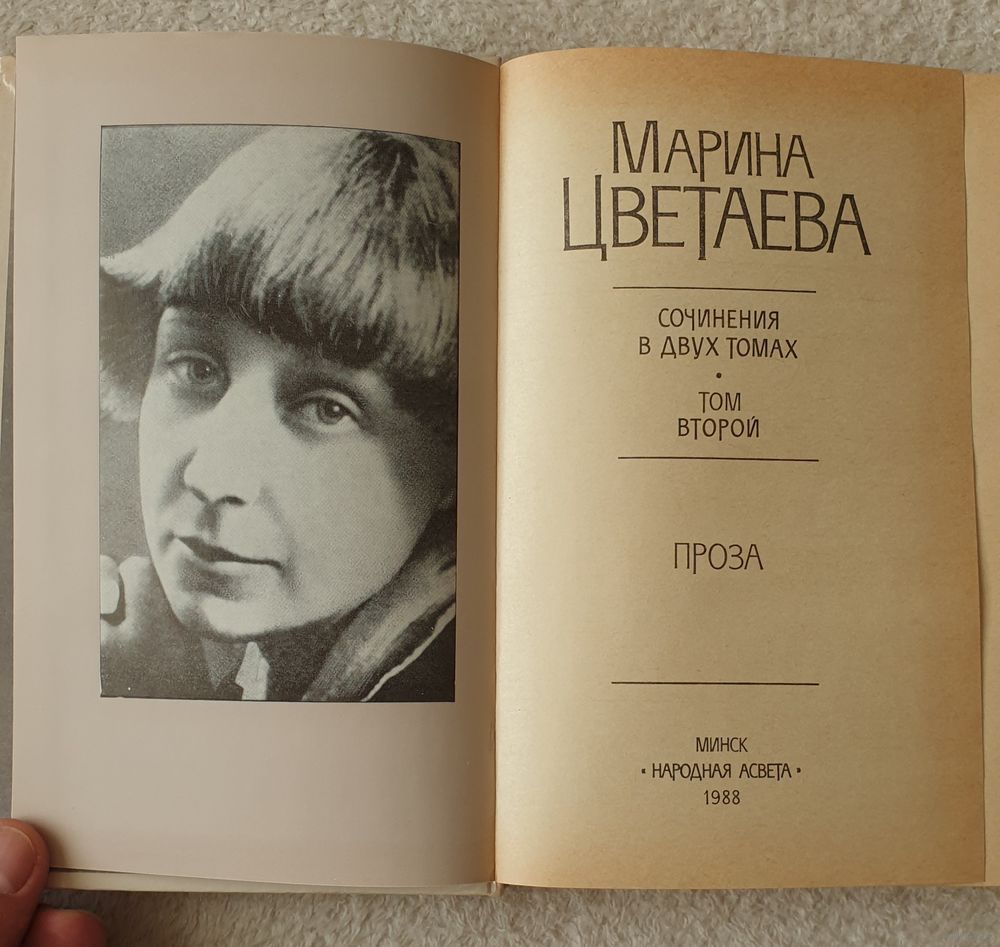 МАРИНА
ЦВЕТАЕВА
СОЧИНЕНИЯ
В ДВУХ ТОМАХ
•
ТОМ
ВТОРОЙ
ПРОЗА
МИНСК
«НАРОДНАЯ АСВЕТА»
1988